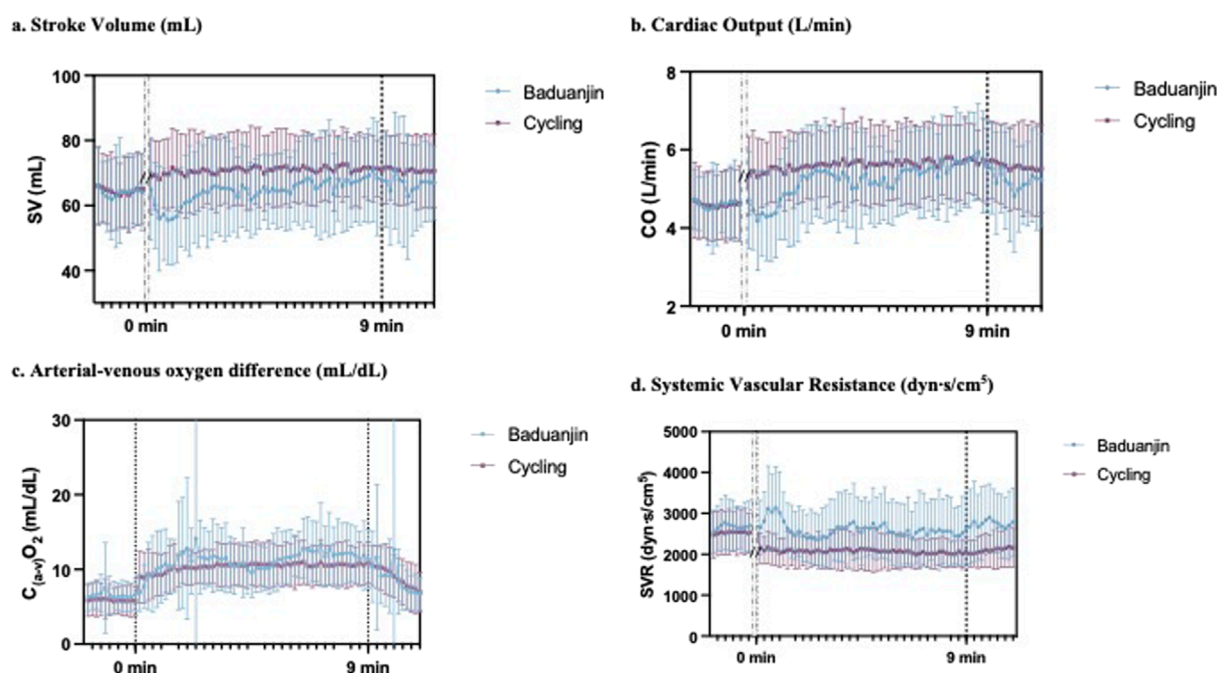 a. Stroke Volume (mL)
100
80
60
40
SV (mL)
0 min
9 min
Baduanjin
Cycling
b. Cardiac Output (L/min)
8
6
4
2
CO (L/min)
0 min
9 min
Baduanjin
Cycling
c. Arterial-venous oxygen difference (mL/dL)
30
20
10
0
C(a-v)O2 (mL/dL)
0 min
9 min
Baduanjin
Cycling
d. Systemic Vascular Resistance (dyn·s/cm⁵)
5000
4000
3000
2000
1000
0
SVR (dyn·s/cm⁵)
0 min
9 min
Baduanjin
Cycling